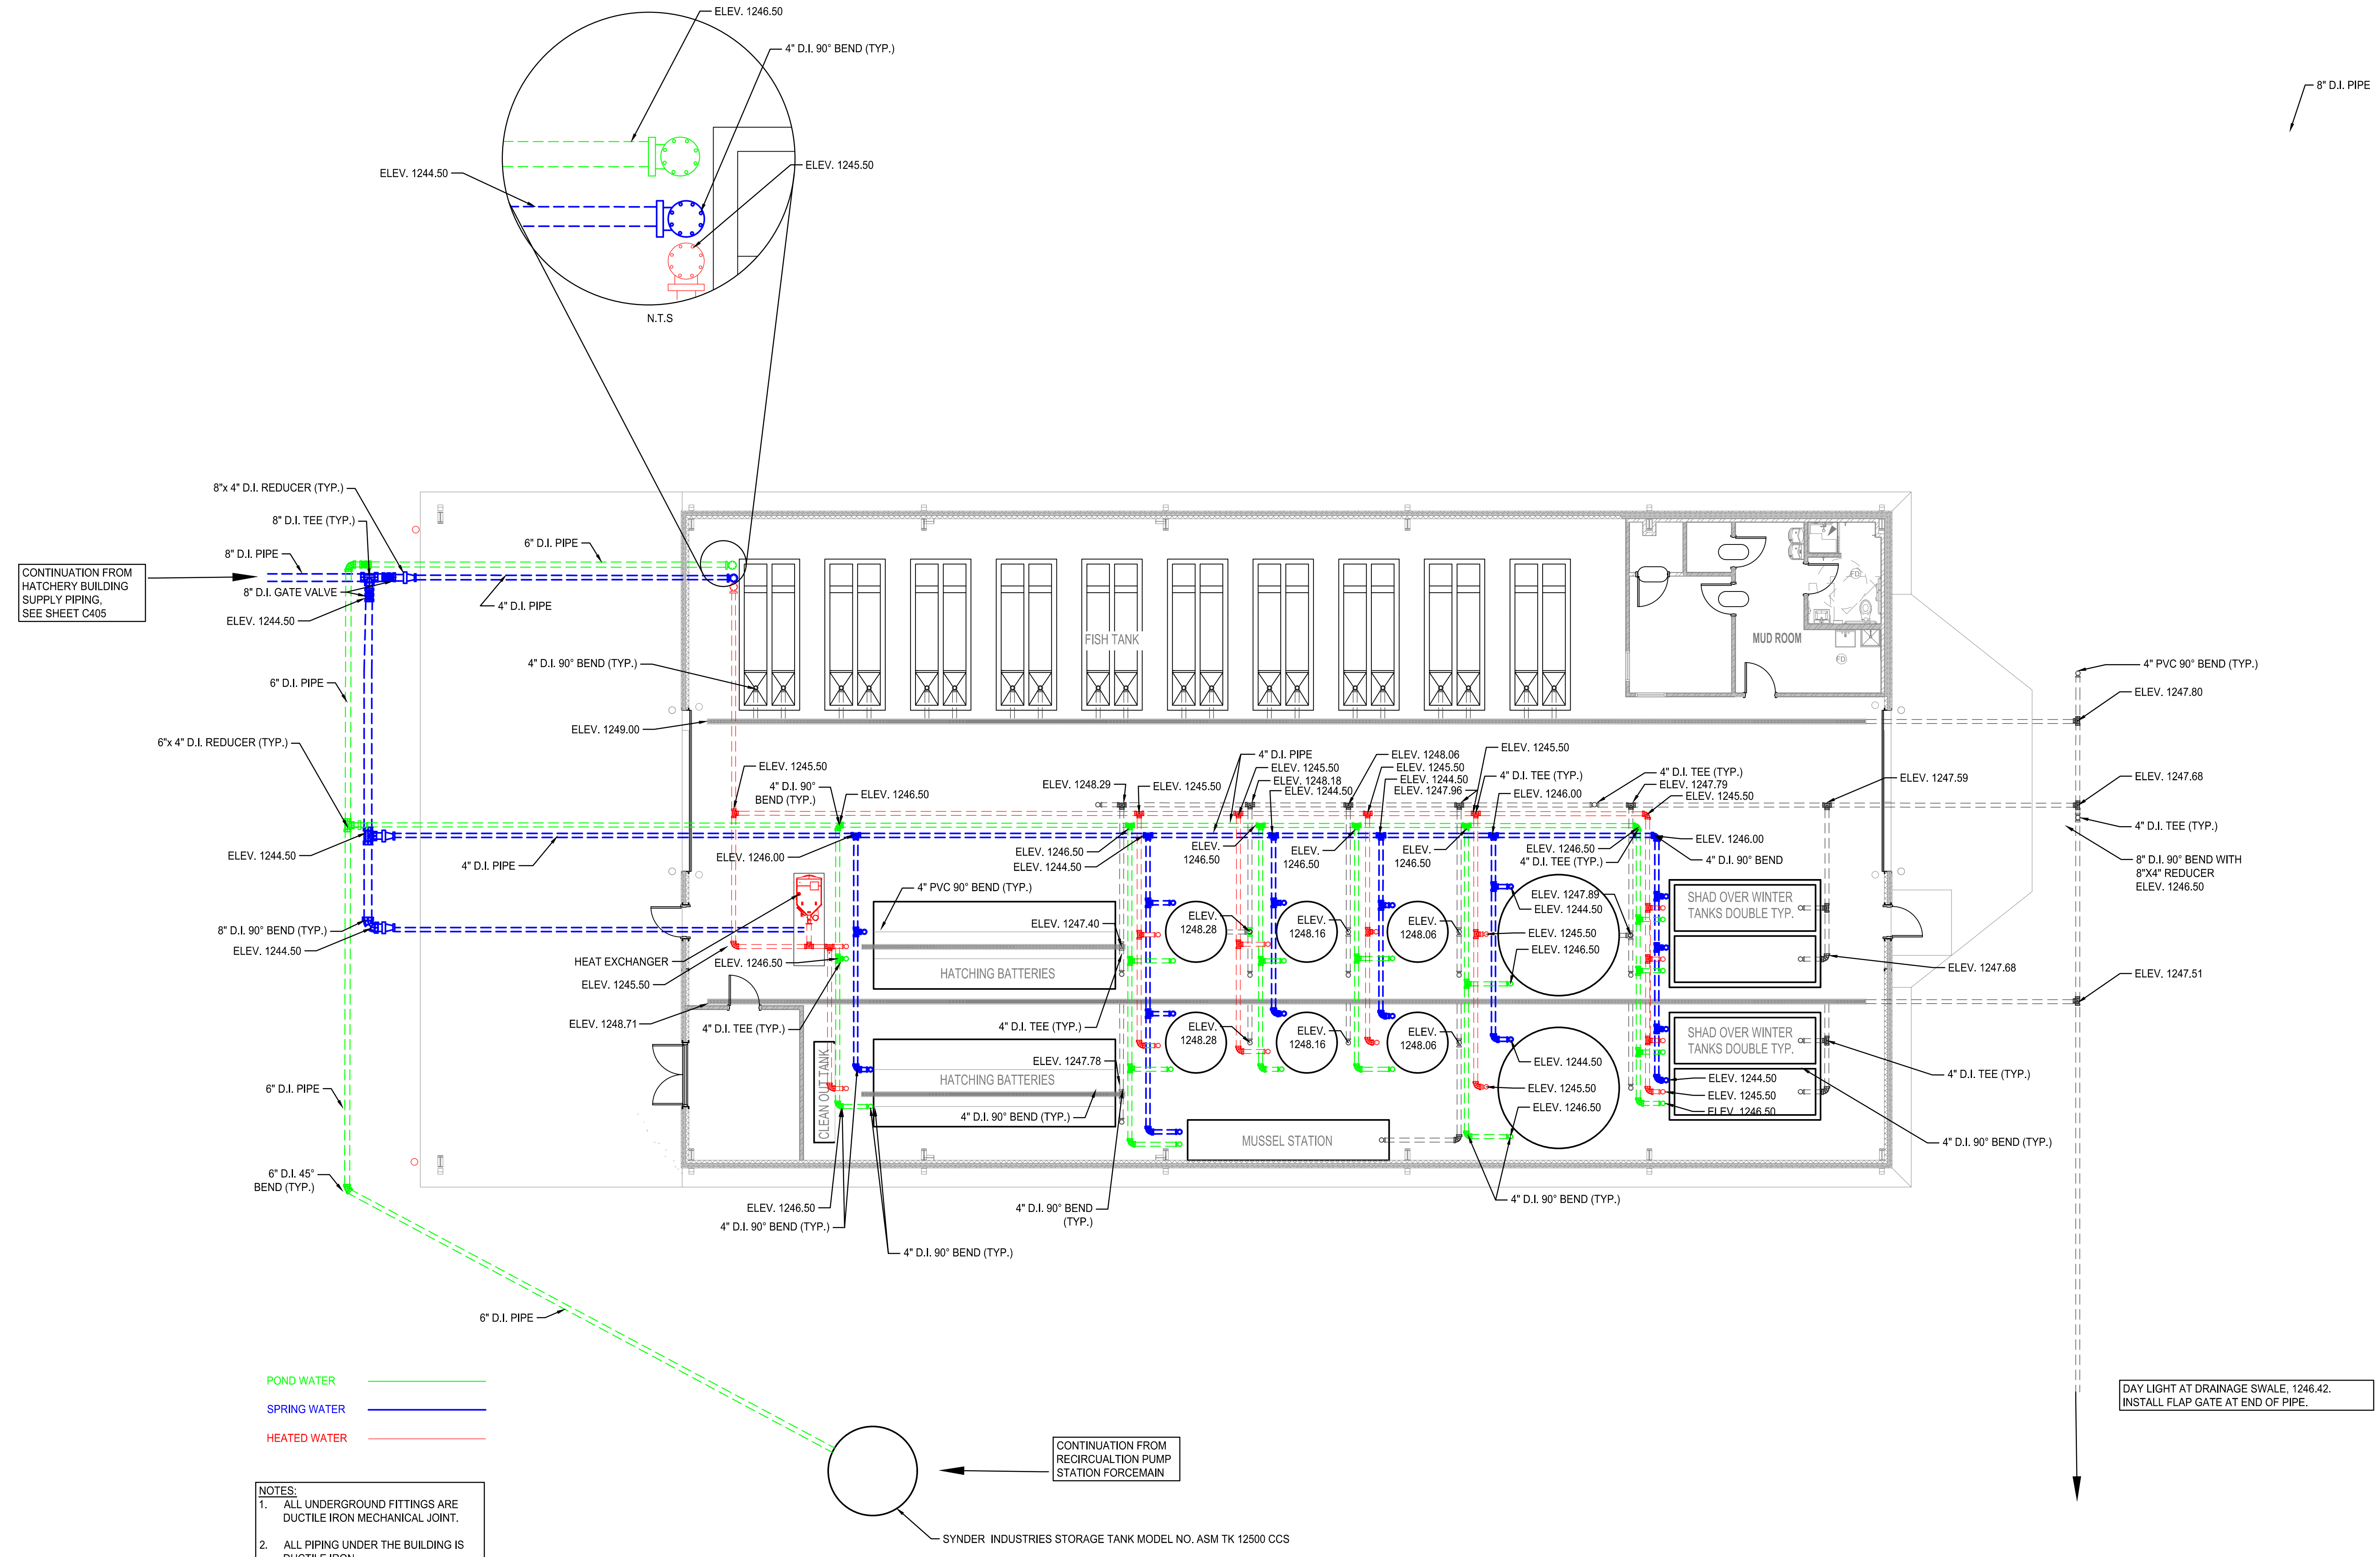 ELEV. 1246.50
4" D.I. 90° BEND (TYP.)
ELEV. 1245.50
ELEV. 1244.50
N.T.S
8" D.I. PIPE
8"x 4" D.I. REDUCER (TYP.)
8" D.I. TEE (TYP.)
8" D.I. PIPE
6" D.I. PIPE
CONTINUATION FROM
HATCHERY BUILDING
SUPPLY PIPING,
SEE SHEET C405
8" D.I. GATE VALVE
4" D.I. PIPE
ELEV. 1244.50
FISH TANK
MUD ROOM
FD
FD
4" D.I. 90° BEND (TYP.)
4" PVC 90° BEND (TYP.)
6" D.I. PIPE
ELEV. 1247.80
ELEV. 1249.00
6"x 4" D.I. REDUCER (TYP.)
ELEV. 1245.50
4" D.I. 90°
BEND (TYP.)
ELEV. 1246.50
ELEV. 1248.29
ELEV. 1245.50
4" D.I. PIPE
ELEV. 1245.50
ELEV. 1248.18
ELEV. 1244.50
ELEV. 1248.06
ELEV. 1245.50
ELEV. 1244.50
ELEV. 1247.96
ELEV. 1245.50
4" D.I. TEE (TYP.)
ELEV. 1246.00
4" D.I. TEE (TYP.)
ELEV. 1247.79
ELEV. 1245.50
ELEV. 1247.59
ELEV. 1247.68
4" D.I. TEE (TYP.)
ELEV. 1244.50
4" D.I. PIPE
ELEV. 1246.00
ELEV. 1246.50
ELEV. 1244.50
ELEV.
1246.50
ELEV.
1246.50
ELEV.
1246.50
ELEV. 1246.50
4" D.I. TEE (TYP.)
ELEV. 1246.00
4" D.I. 90° BEND
8" D.I. 90° BEND WITH
8"X4" REDUCER
ELEV. 1246.50
4" PVC 90° BEND (TYP.)
ELEV. 1247.40
ELEV.
1248.28
ELEV.
1248.16
ELEV.
1248.06
ELEV. 1247.89
ELEV. 1244.50
ELEV. 1245.50
ELEV. 1246.50
SHAD OVER WINTER
TANKS DOUBLE TYP.
8" D.I. 90° BEND (TYP.)
ELEV. 1244.50
HEAT EXCHANGER
ELEV. 1245.50
ELEV. 1246.50
HATCHING BATTERIES
ELEV. 1247.68
ELEV. 1247.51
ELEV. 1248.71
4" D.I. TEE (TYP.)
4" D.I. TEE (TYP.)
ELEV.
1248.28
ELEV.
1248.16
ELEV.
1248.06
SHAD OVER WINTER
TANKS DOUBLE TYP.
CLEAN OUT TANK
ELEV. 1247.78
HATCHING BATTERIES
4" D.I. 90° BEND (TYP.)
ELEV. 1244.50
ELEV. 1245.50
ELEV. 1246.50
ELEV. 1244.50
ELEV. 1245.50
ELEV. 1246.50
4" D.I. TEE (TYP.)
6" D.I. PIPE
MUSSEL STATION
4" D.I. 90° BEND (TYP.)
6" D.I. 45°
BEND (TYP.)
ELEV. 1246.50
4" D.I. 90° BEND (TYP.)
4" D.I. 90° BEND
(TYP.)
4" D.I. 90° BEND (TYP.)
4" D.I. 90° BEND (TYP.)
6" D.I. PIPE
POND WATER
SPRING WATER
HEATED WATER
DAY LIGHT AT DRAINAGE SWALE, 1246.42.
INSTALL FLAP GATE AT END OF PIPE.
CONTINUATION FROM
RECIRCUALTION PUMP
STATION FORCEMAIN
SYNDER INDUSTRIES STORAGE TANK MODEL NO. ASM TK 12500 CCS
NOTES:
1. ALL UNDERGROUND FITTINGS ARE
DUCTILE IRON MECHANICAL JOINT.
2. ALL PIPING UNDER THE BUILDING IS
DUCTILE IRON